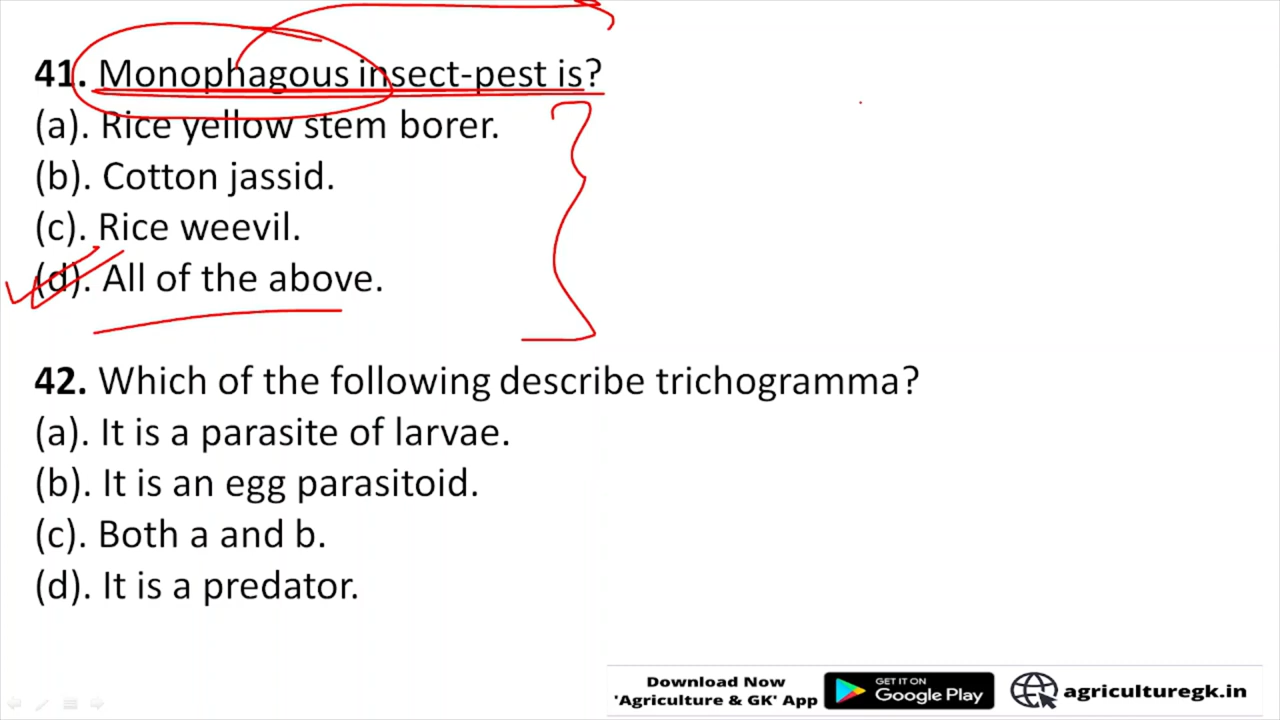 41. Monophagous insect-pest is?
(a). Rice yellow stem borer.
(b). Cotton jassid.
(c). Rice weevil.
(d). All of the above.
42. Which of the following describe trichogramma?
(a). It is a parasite of larvae.
(b). It is an egg parasitoid.
(c). Both a and b.
(d). It is a predator.
Download Now
'Agriculture & GK' App
GET IT ON
Google Play
agriculturegk.in